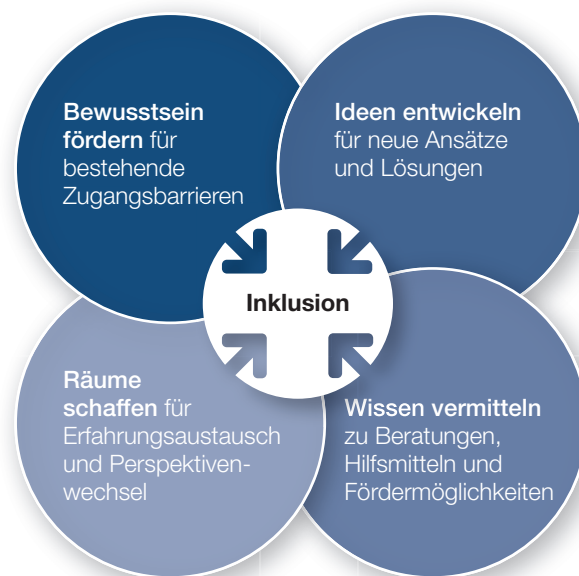 Bewusstsein
fördern für
bestehende
Zugangsbarrieren
Ideen entwickeln
für neue Ansätze
und Lösungen
Inklusion
Räume
schaffen für
Erfahrungsaustausch
und Perspektiven-
wechsel
Wissen vermitteln
zu Beratungen,
Hilfsmitteln und
Fördermöglichkeiten